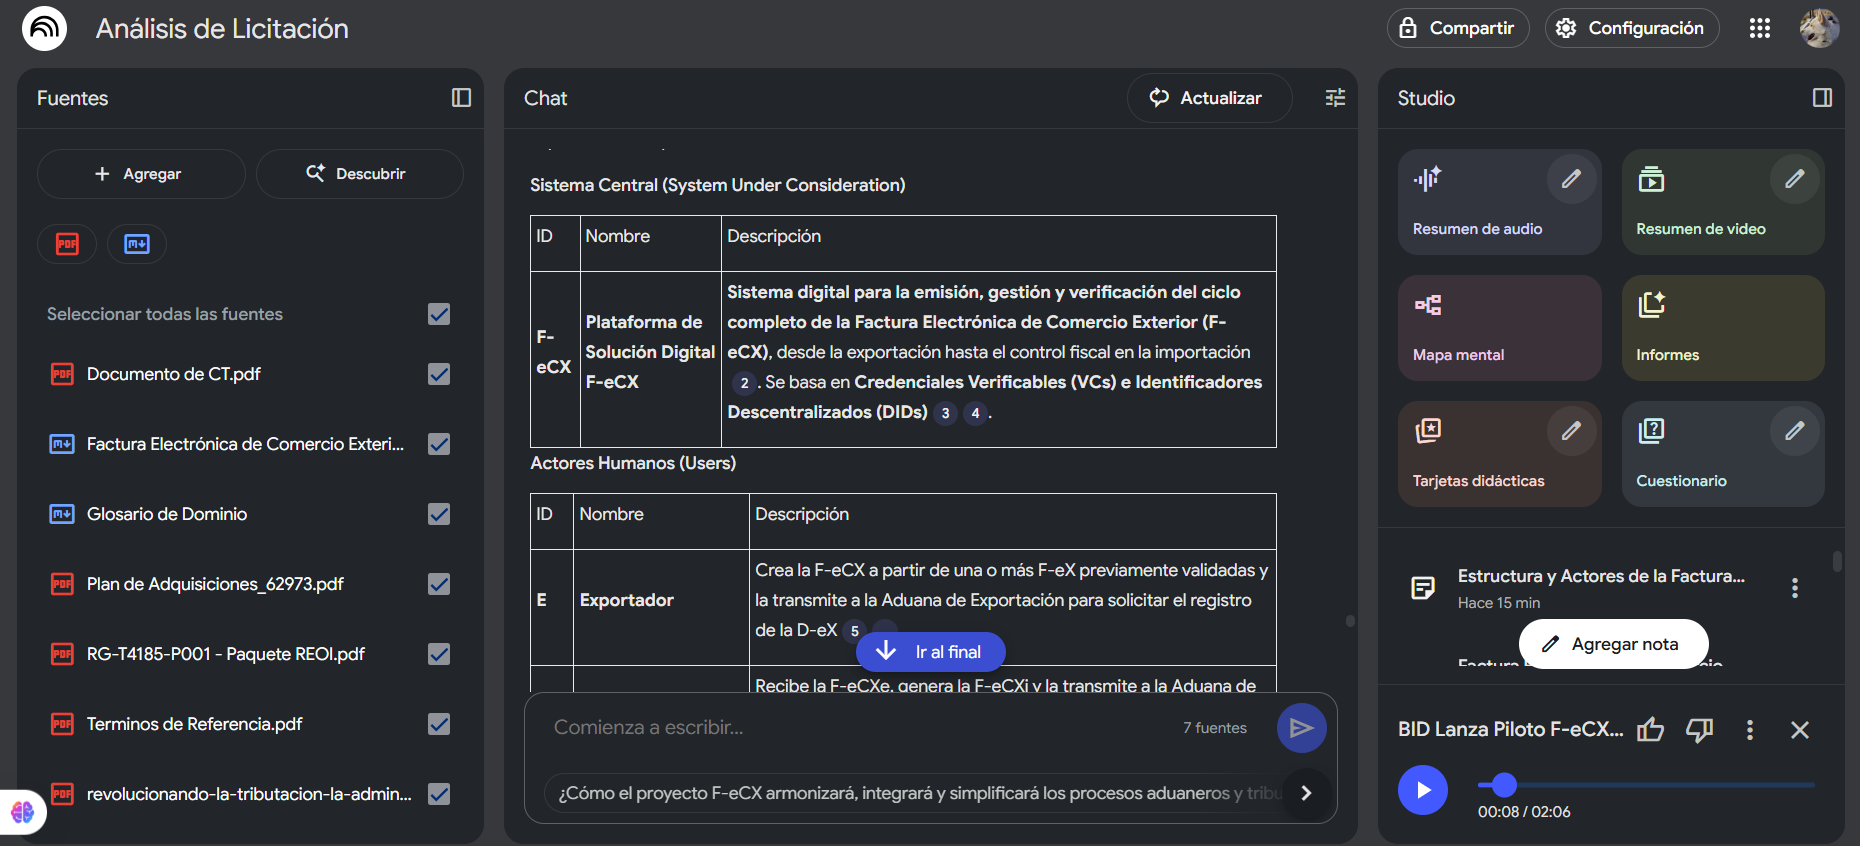 Análisis de Licitación
Compartir
Configuración
Fuentes
Agregar
Descubrir
PDF
M↓
Seleccionar todas las fuentes
PDF Documento de CT.pdf
M↓ Factura Electrónica de Comercio Exteri...
M↓ Glosario de Dominio
PDF Plan de Adquisiciones_62973.pdf
PDF RG-T4185-P001 - Paquete REOI.pdf
PDF Terminos de Referencia.pdf
PDF revolucionando-la-tributacion-la-admin...
Chat
Actualizar
Sistema Central (System Under Consideration)
ID Nombre Descripción
F-
eCX
Plataforma de
Solución Digital
F-eCX
Sistema digital para la emisión, gestión y verificación del ciclo
completo de la Factura Electrónica de Comercio Exterior (F-
eCX), desde la exportación hasta el control fiscal en la importación
2 . Se basa en Credenciales Verificables (VCs) e Identificadores
Descentralizados (DIDs) 3 4 .
Actores Humanos (Users)
ID Nombre Descripción
E
Exportador
Crea la F-eCX a partir de una o más F-eX previamente validadas y
la transmite a la Aduana de Exportación para solicitar el registro
de la D-eX 5
Ir al final
Recibe la F-eCXe, genera la F-eCXi y la transmite a la Aduana de
Comienza a escribir...
7 fuentes
¿Cómo el proyecto F-eCX armonizará, integrará y simplificará los procesos aduaneros y tribu
Studio
Resumen de audio
Resumen de video
Mapa mental
Informes
Tarjetas didácticas
Cuestionario
Estructura y Actores de la Factura...
Hace 15 min
Agregar nota
BID Lanza Piloto F-eCX...
00:08 / 02:06